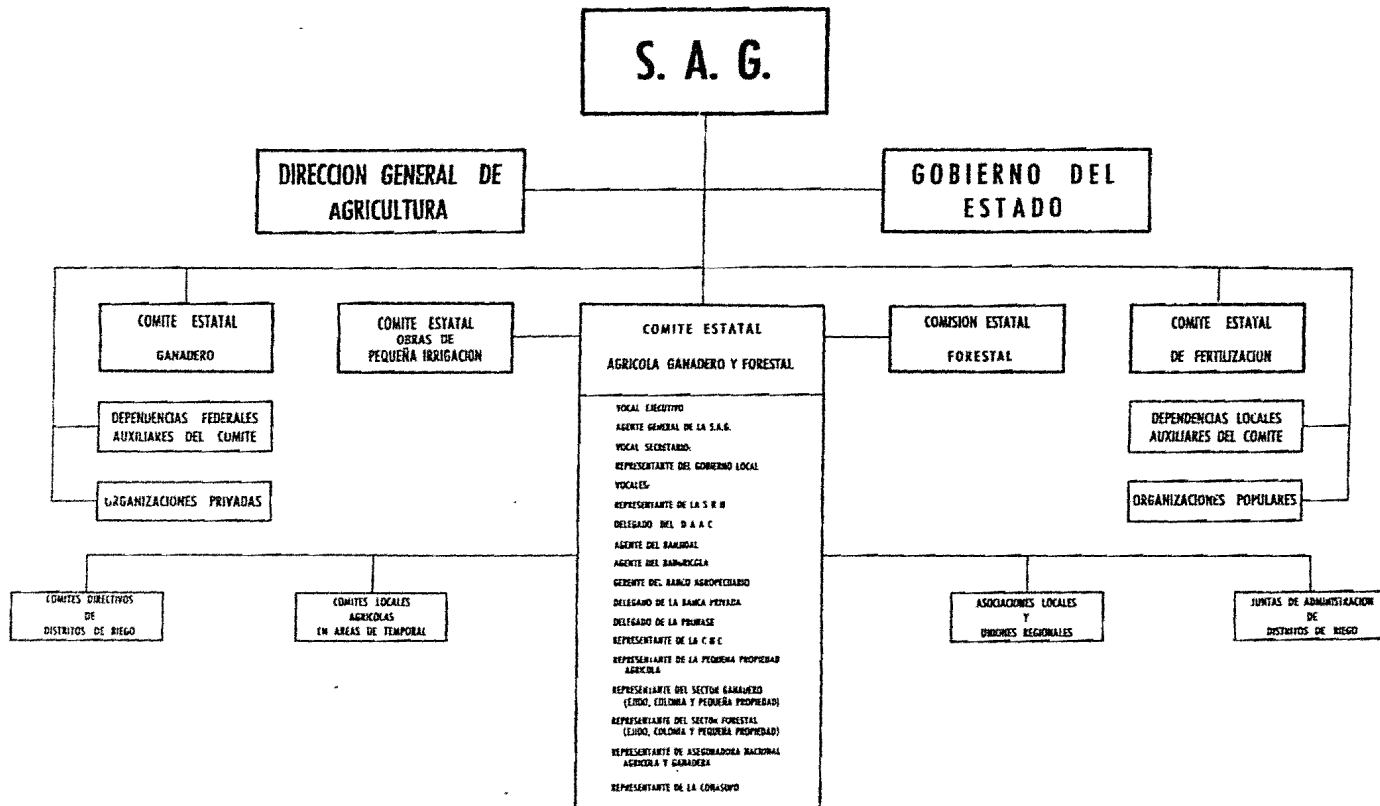 S. A. G.
DIRECCION GENERAL DE
AGRICULTURA
GOBIERNO DEL
ESTADO
COMITE ESTATAL
GANADERO
COMITE ESTATAL
OBRAS DE
PEQUEÑA IRRIGACION
COMITE ESTATAL
AGRICOLA GANADERO Y FORESTAL
COMISION ESTATAL
FORESTAL
COMITE ESTATAL
DE FERTILIZACION
DEPENDENCIAS FEDERALES
AUXILIARES DEL COMITE
ORGANIZACIONES PRIVADAS
DEPENDENCIAS LOCALES
AUXILIARES DEL COMITE
ORGANIZACIONES POPULARES
VOCAL EJECUTIVO
AGENTE GENERAL DE LA S.A.G.
VOCAL SECRETARIO:
REPRESENTANTE DEL GOBIERNO LOCAL
VOCALES:
REPRESENTANTE DE LA S R H
DELEGADO DEL D A A C
AGENTE DEL
AGENTE DEL
GERENTE DEL BANCO AGROPECUARIO
DELEGADO DE LA BANCA PRIVADA
DELEGADO DE LA
REPRESENTANTE DE LA C N C
REPRESENTANTE DE LA PEQUEÑA PROPIEDAD
AGRICOLA
REPRESENTANTE DEL SECTOR GANADERO
(EJIDO, COLONIA Y PEQUEÑA PROPIEDAD)
REPRESENTANTE DEL SECTOR FORESTAL
(EJIDO, COLONIA Y PEQUEÑA PROPIEDAD)
REPRESENTANTE DE ASEGURADORA NACIONAL
AGRICOLA Y GANADERA
REPRESENTANTE DE LA CONASUPO
COMITES DIRECTIVOS
DE
DISTRITOS DE RIEGO
COMITES LOCALES
AGRICOLAS
EN AREAS DE TEMPORAL
ASOCIACIONES LOCALES
Y
UNIONES REGIONALES
JUNTAS DE ADMINISTRACION
DE
DISTRITOS DE RIEGO